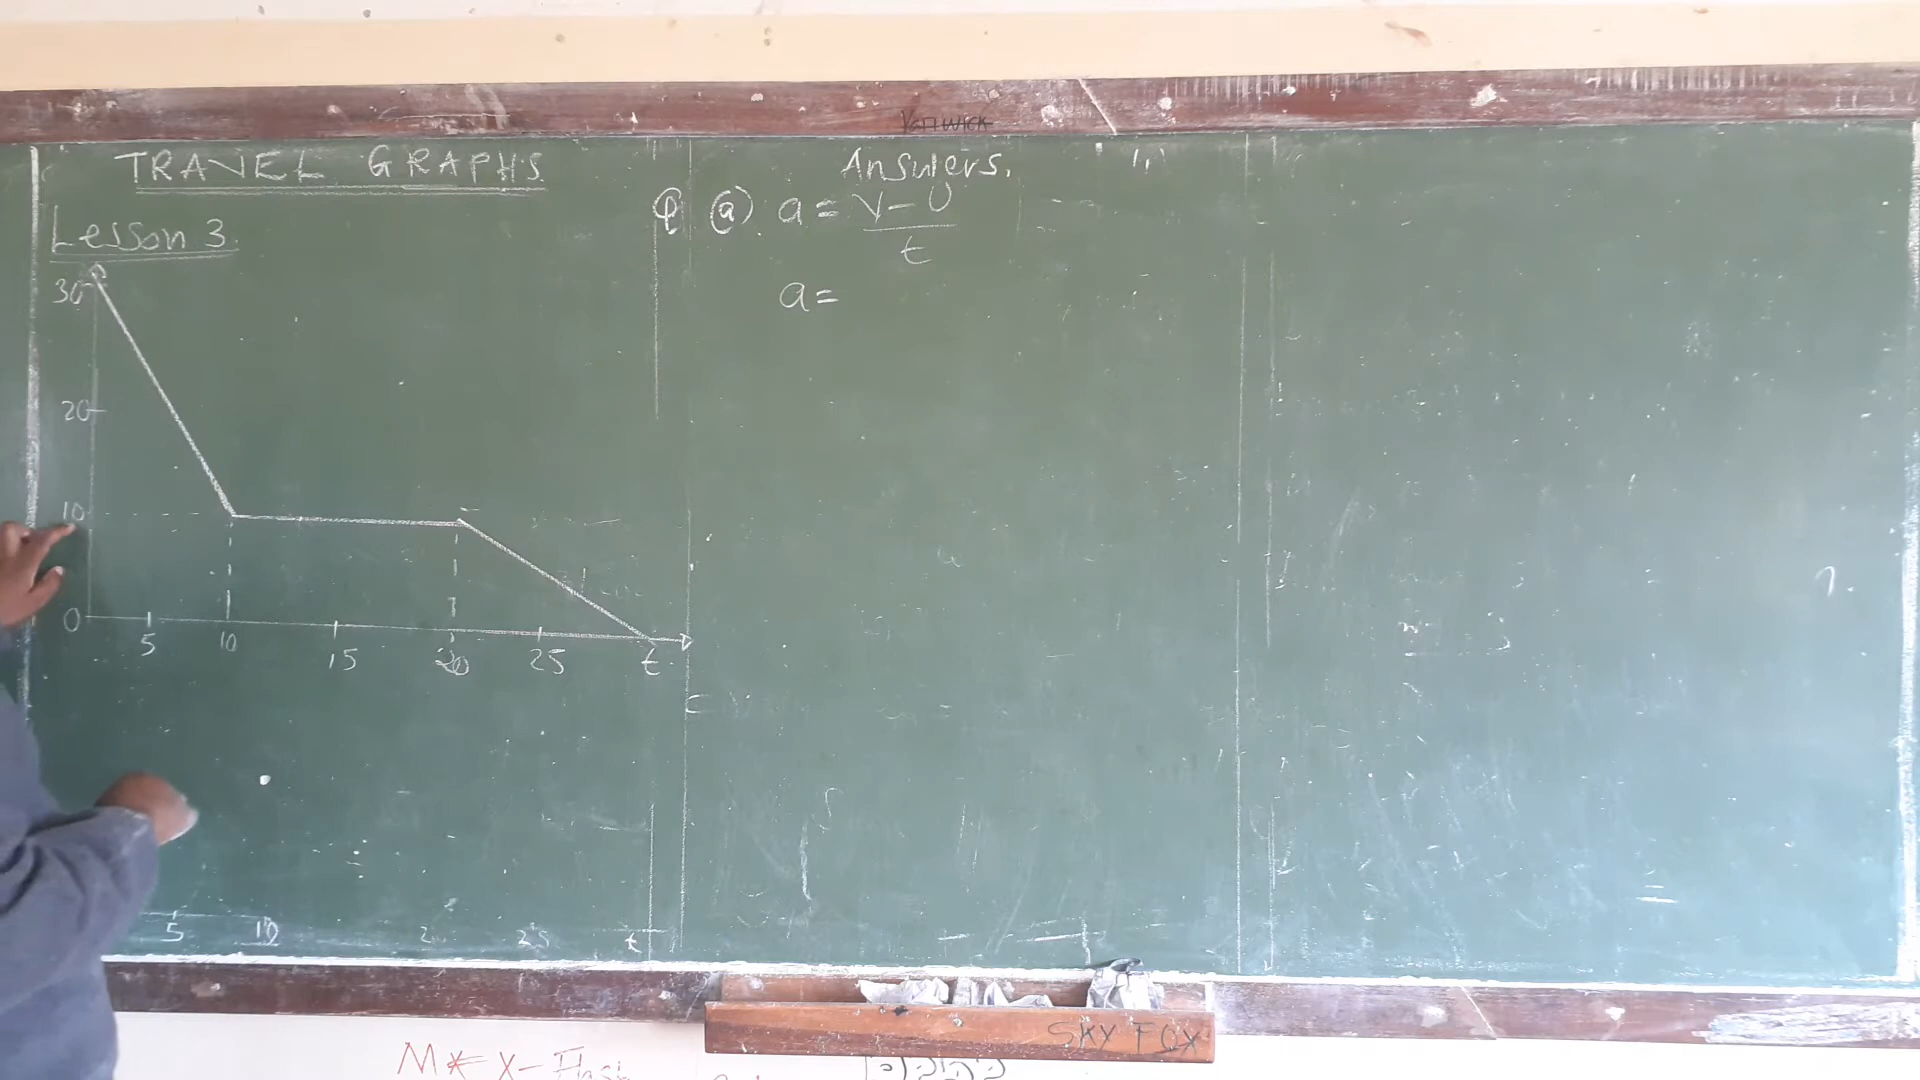 TRAVEL GRAPHS
Lesson 3.
30
20
10
0
5 10 15 20 25 t
5 10 2 25 t
Answers.
Q (a) a = V - U
t
a =
SKY FOX